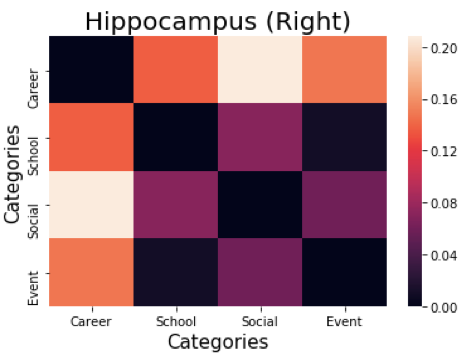 Hippocampus (Right)
Career
School
Social
Event
Categories
Career
School
Social
Event
Categories
0.20
0.16
0.12
0.08
0.04
0.00